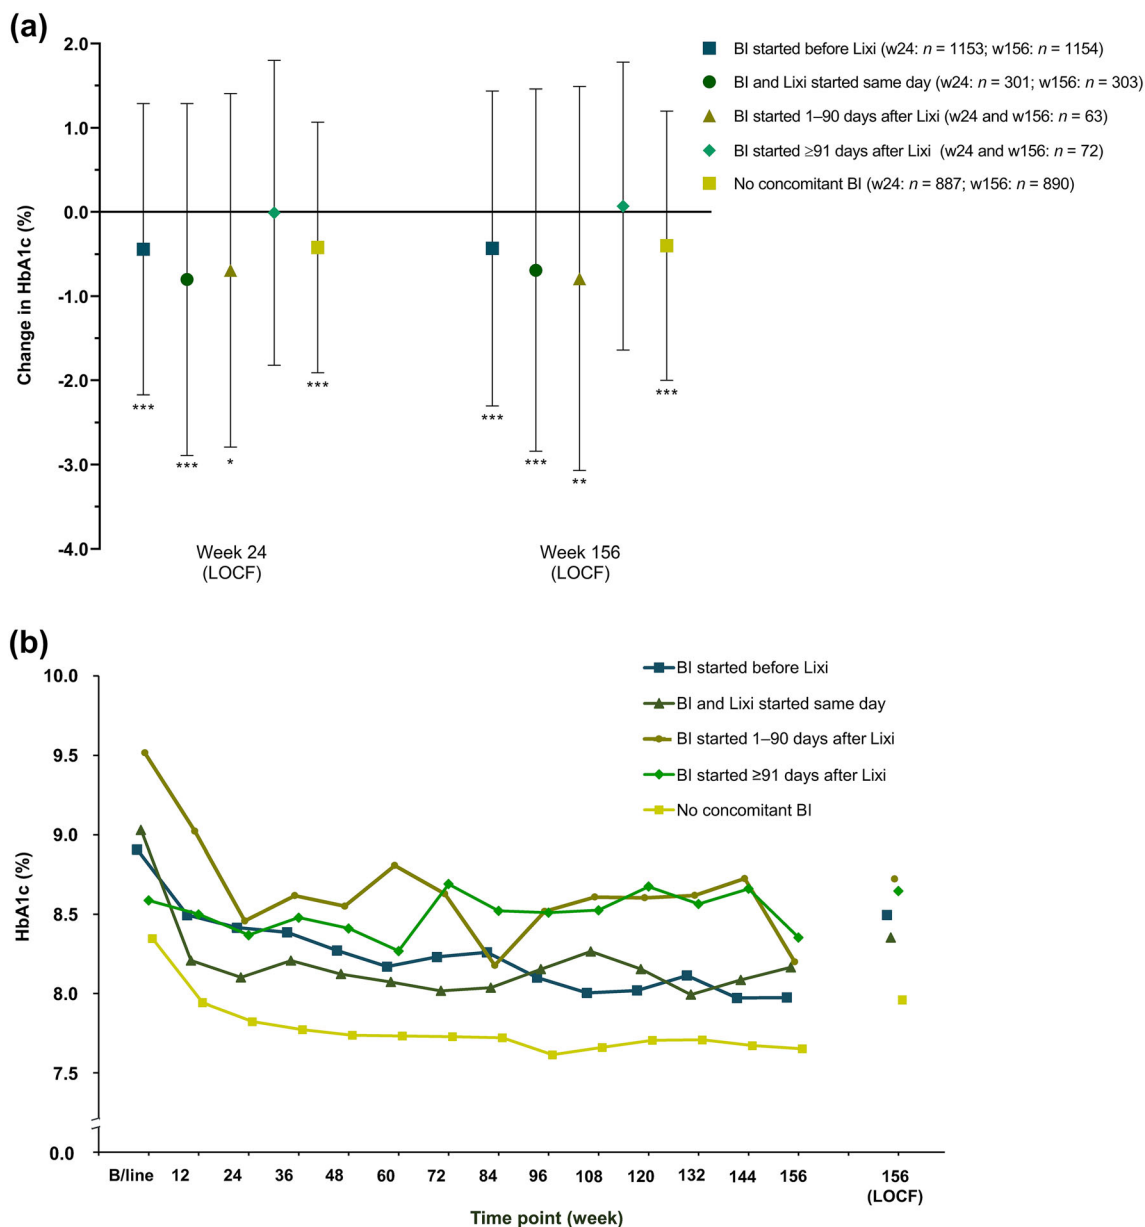 (a)
2.0
1.0
0.0
-1.0
-2.0
-3.0
-4.0
Change in HbA1c (%)
BI started before Lixi (w24: n = 1153; w156: n = 1154)
BI and Lixi started same day (w24: n = 301; w156: n = 303)
BI started 1–90 days after Lixi (w24 and w156: n = 63)
BI started ≥91 days after Lixi (w24 and w156: n = 72)
No concomitant BI (w24: n = 887; w156: n = 890)
*** *** * ***
*** *** ** ***
Week 24
(LOCF)
Week 156
(LOCF)
(b)
10.0
9.5
9.0
8.5
8.0
7.5
0.0
HbA1c (%)
BI started before Lixi
BI and Lixi started same day
BI started 1–90 days after Lixi
BI started ≥91 days after Lixi
No concomitant BI
B/line 12 24 36 48 60 72 84 96 108 120 132 144 156 156
(LOCF)
Time point (week)